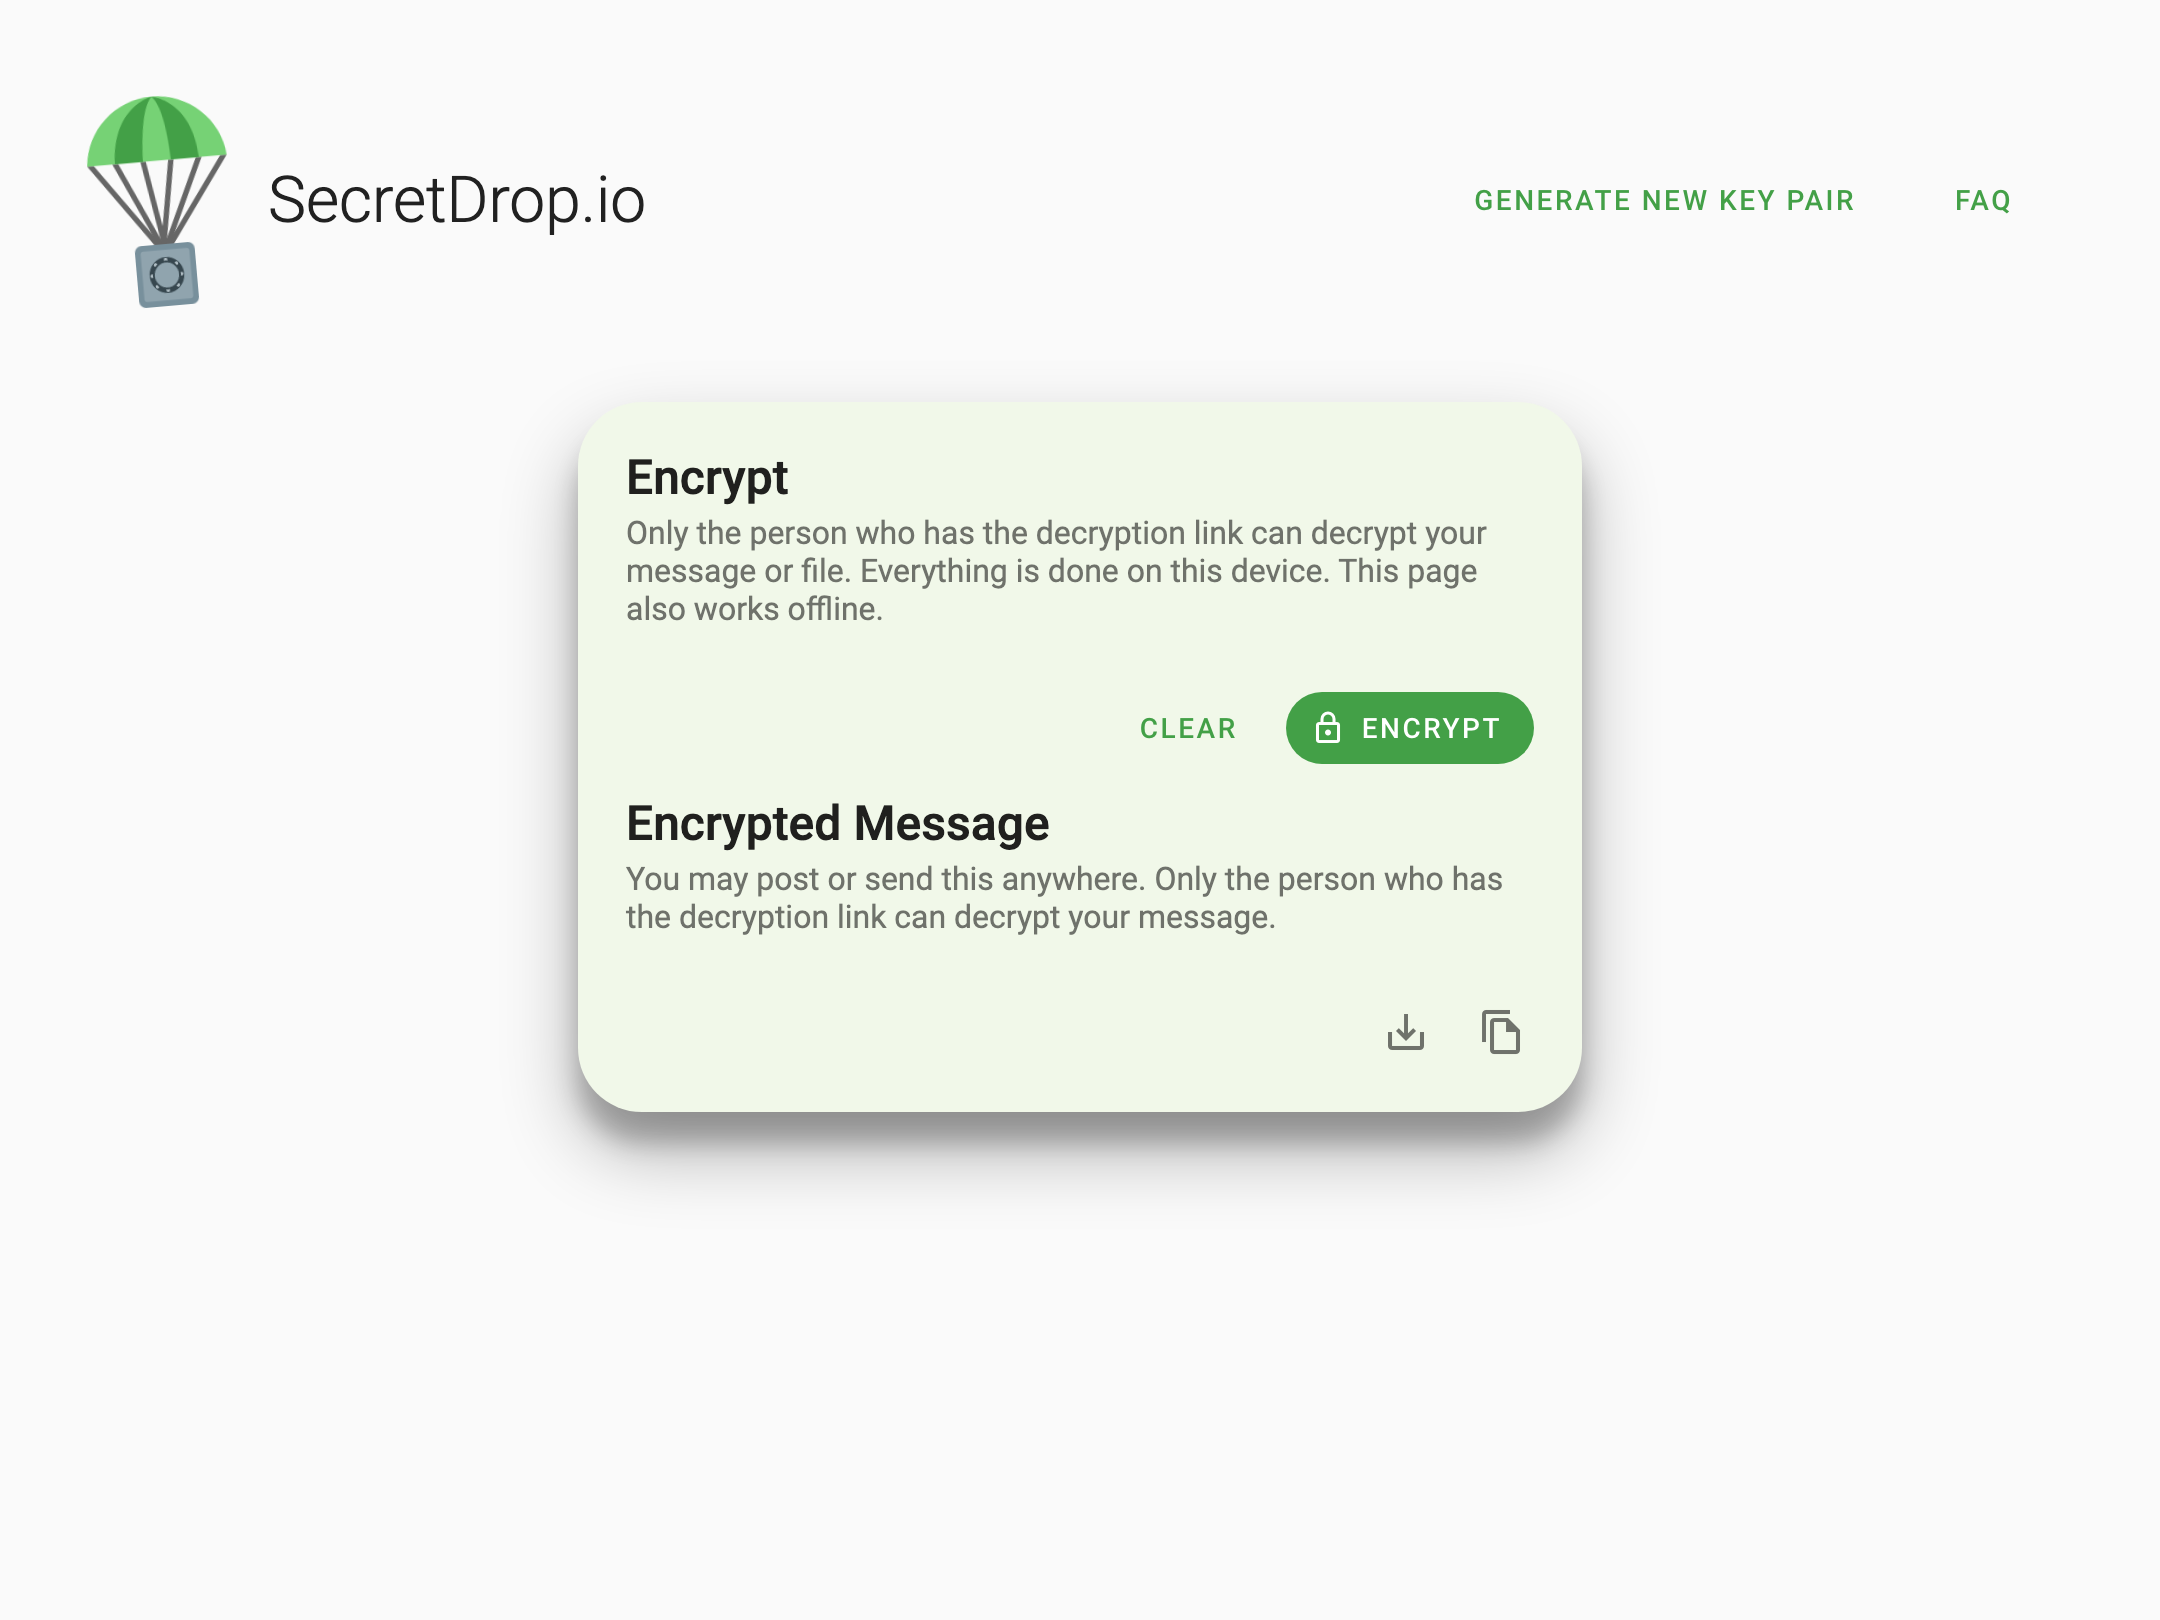 SecretDrop.io
GENERATE NEW KEY PAIR
FAQ
Encrypt
Only the person who has the decryption link can decrypt your
message or file. Everything is done on this device. This page
also works offline.
CLEAR
ENCRYPT
Encrypted Message
You may post or send this anywhere. Only the person who has
the decryption link can decrypt your message.